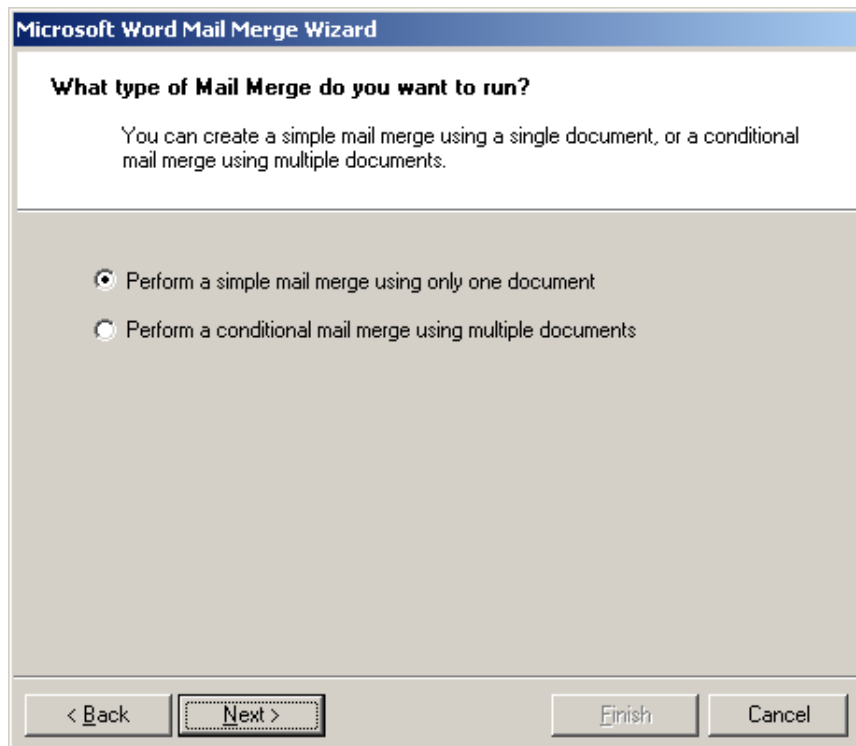 Microsoft Word Mail Merge Wizard
What type of Mail Merge do you want to run?
You can create a simple mail merge using a single document, or a conditional
mail merge using multiple documents.
Perform a simple mail merge using only one document
Perform a conditional mail merge using multiple documents
< Back Next > Finish Cancel